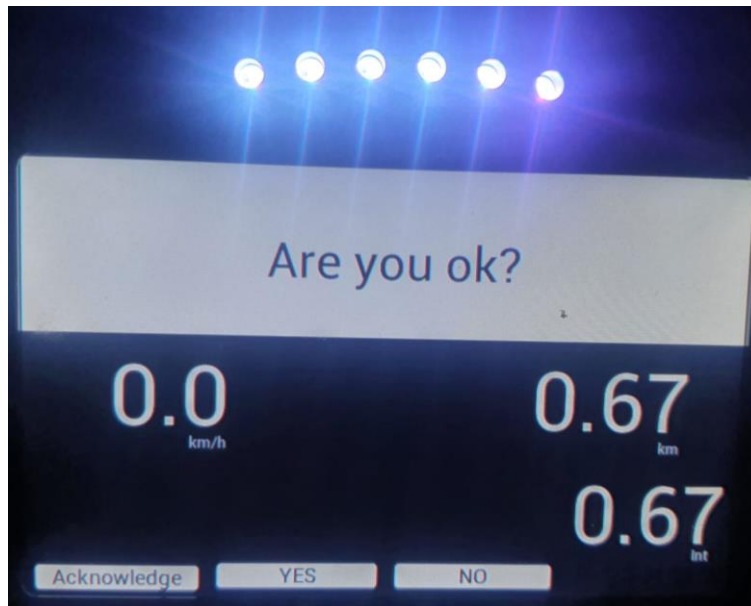 Are you ok?
0.0
km/h
0.67
km
0.67
Int
Acknowledge YES NO